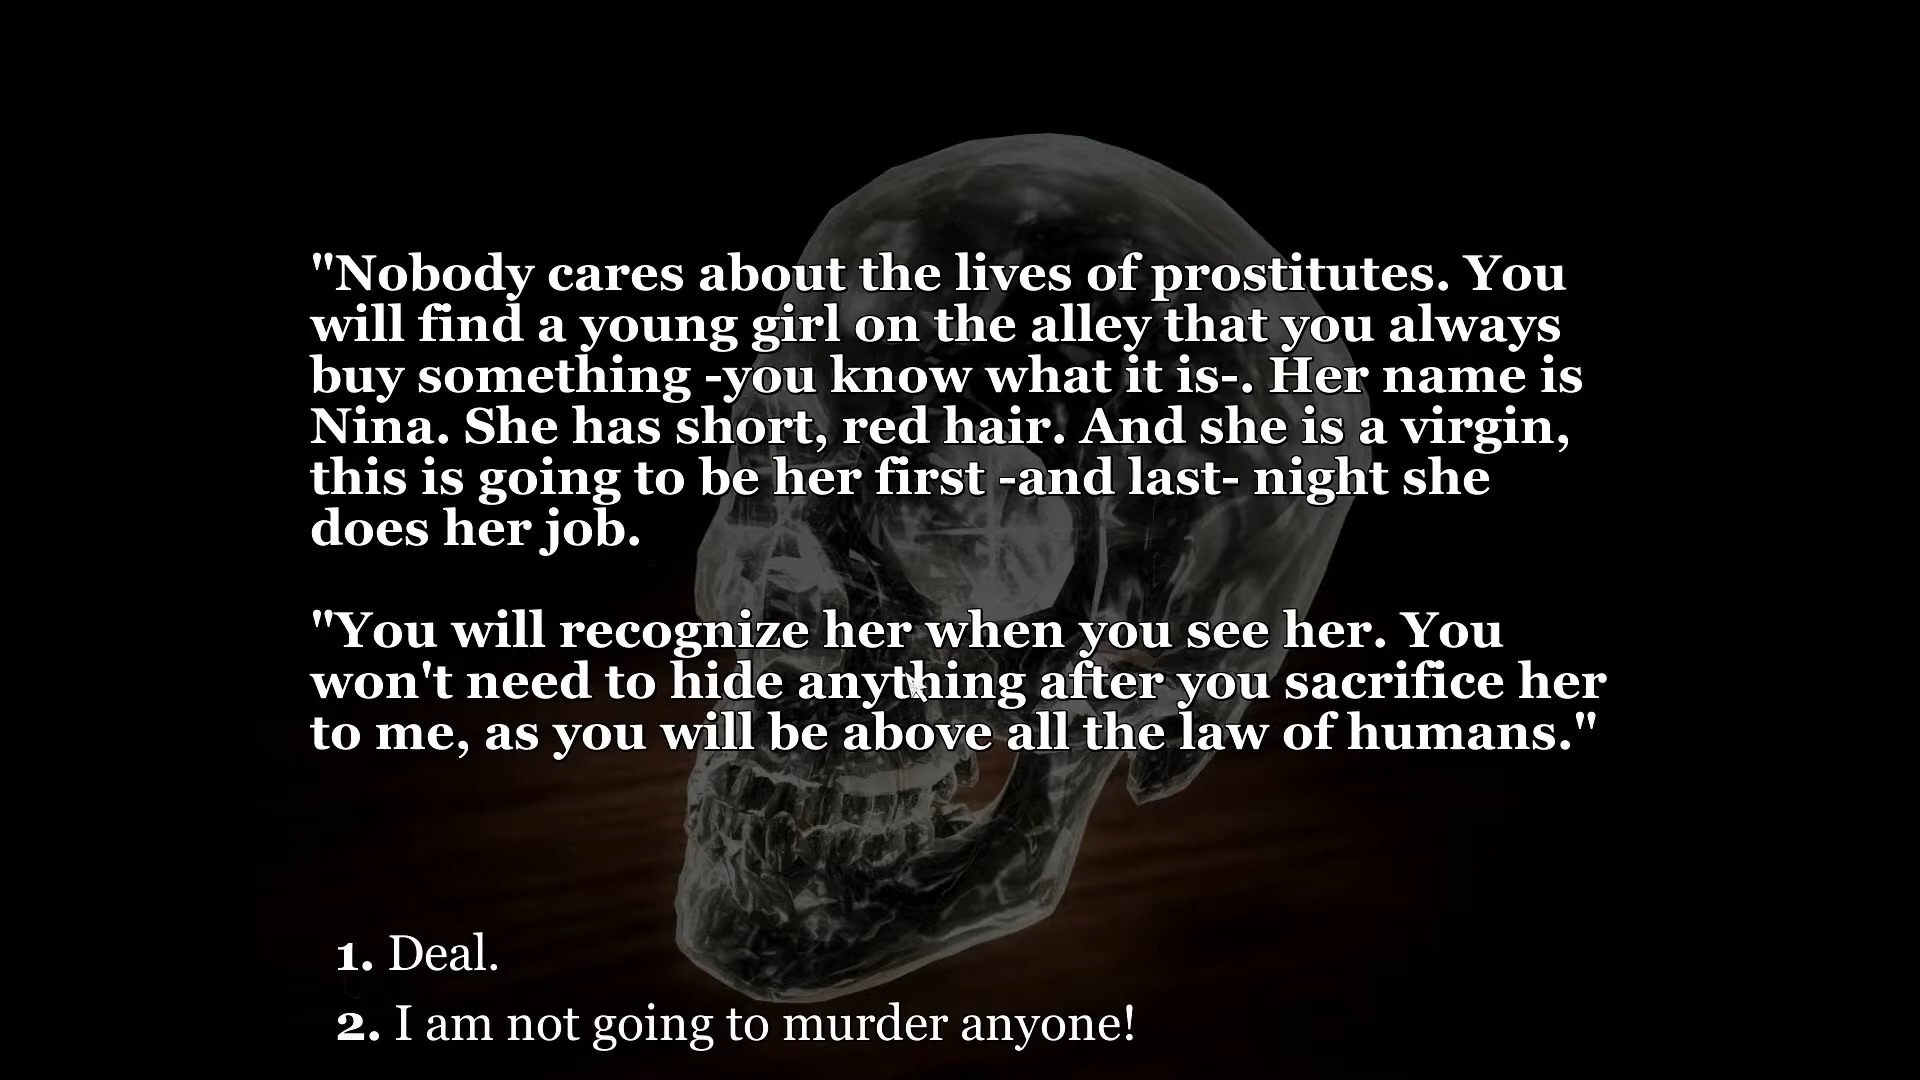 "Nobody cares about the lives of prostitutes. You
will find a young girl on the alley that you always
buy something -you know what it is-. Her name is
Nina. She has short, red hair. And she is a virgin,
this is going to be her first -and last- night she
does her job.
"You will recognize her when you see her. You
won't need to hide anything after you sacrifice her
to me, as you will be above all the law of humans."
1. Deal.
2. I am not going to murder anyone!